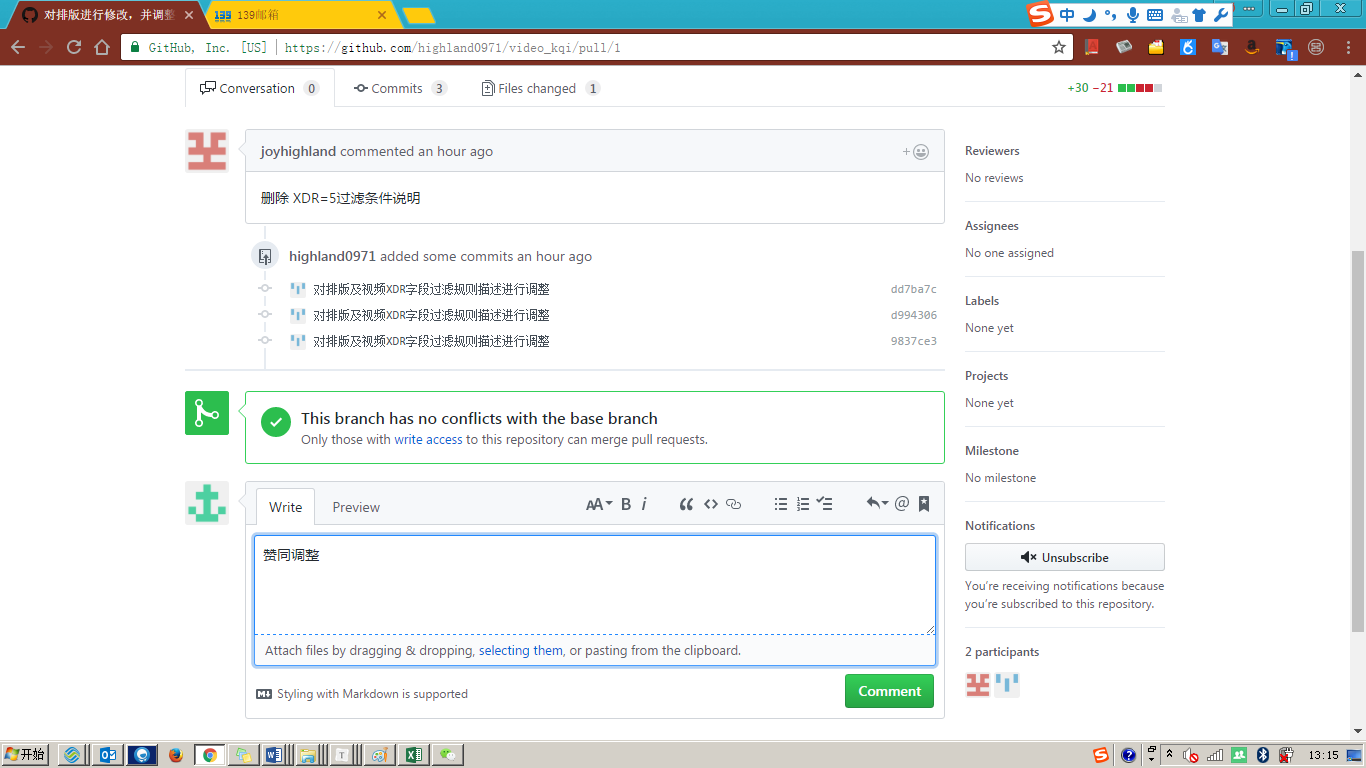 对排版进行修改，并调整
139邮箱
中
GitHub, Inc. [US] | https://github.com/highland0971/video_kqi/pull/1
Conversation 0
Commits 3
Files changed 1
+30 −21
joyhighland commented an hour ago
删除 XDR=5过滤条件说明
highland0971 added some commits an hour ago
对排版及视频XDR字段过滤规则描述进行调整 dd7ba7c
对排版及视频XDR字段过滤规则描述进行调整 d994306
对排版及视频XDR字段过滤规则描述进行调整 9837ce3
This branch has no conflicts with the base branch
Only those with write access to this repository can merge pull requests.
Write
Preview
AA B i
赞同调整
Attach files by dragging & dropping, selecting them, or pasting from the clipboard.
Styling with Markdown is supported
Comment
Reviewers
No reviews
Assignees
No one assigned
Labels
None yet
Projects
None yet
Milestone
No milestone
Notifications
Unsubscribe
You’re receiving notifications because
you’re subscribed to this repository.
2 participants
开始
13:15